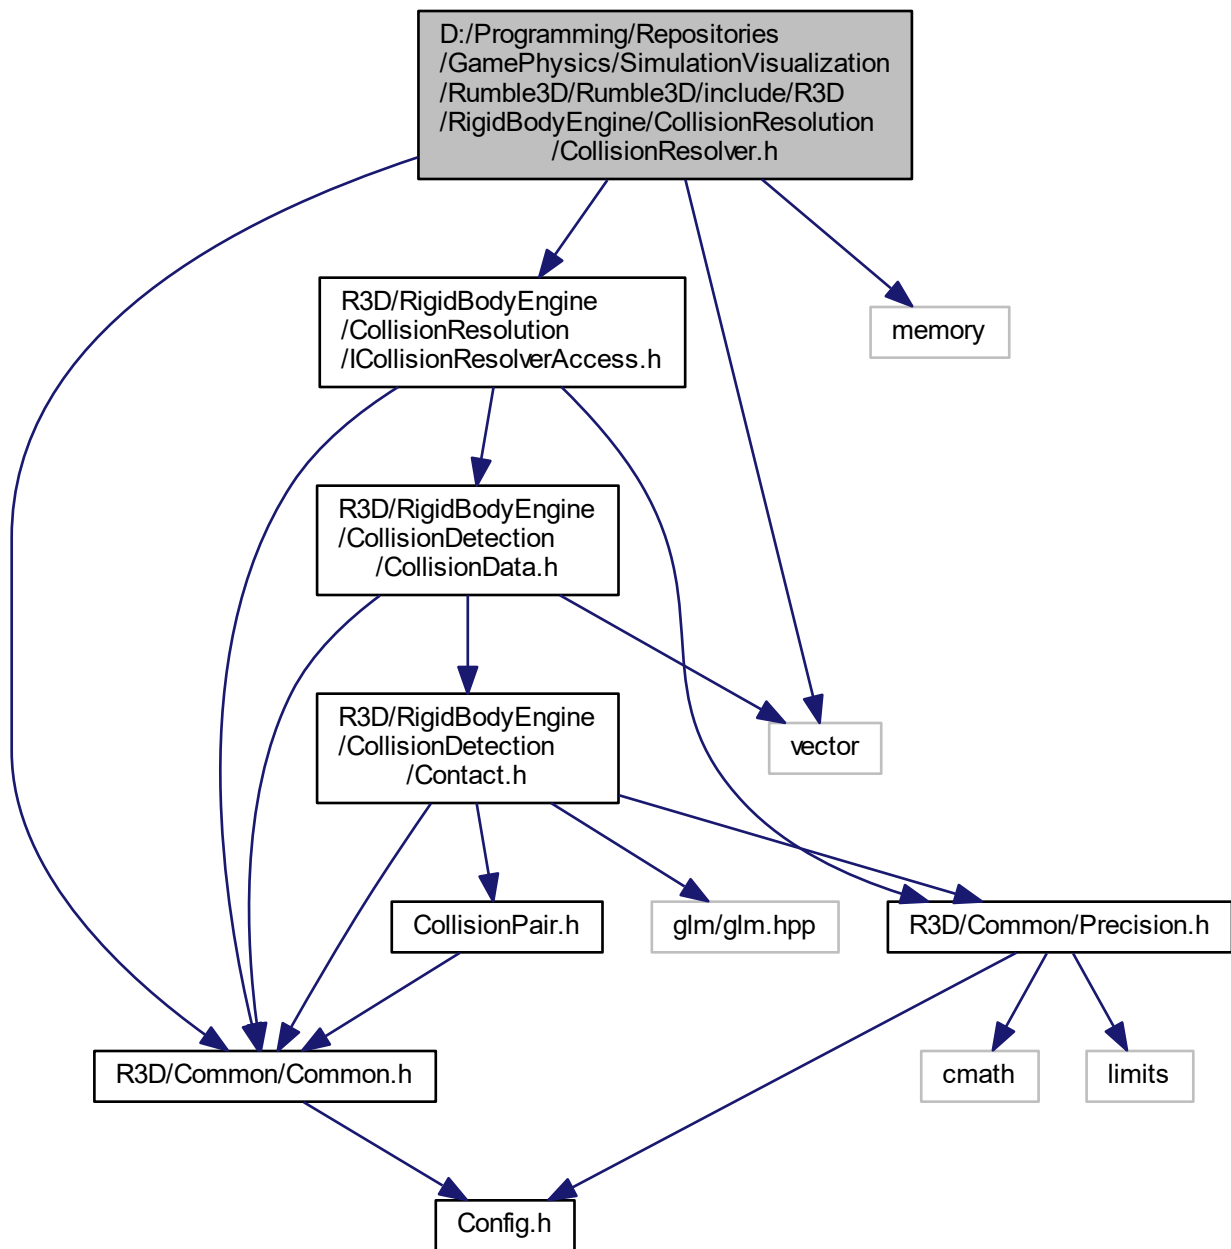 D:/Programming/Repositories
/GamePhysics/SimulationVisualization
/Rumble3D/Rumble3D/include/R3D
/RigidBodyEngine/CollisionResolution
/CollisionResolver.h
R3D/RigidBodyEngine
/CollisionResolution
/ICollisionResolverAccess.h
memory
R3D/RigidBodyEngine
/CollisionDetection
/CollisionData.h
R3D/RigidBodyEngine
/CollisionDetection
/Contact.h
vector
CollisionPair.h
glm/glm.hpp
R3D/Common/Precision.h
R3D/Common/Common.h
cmath
limits
Config.h